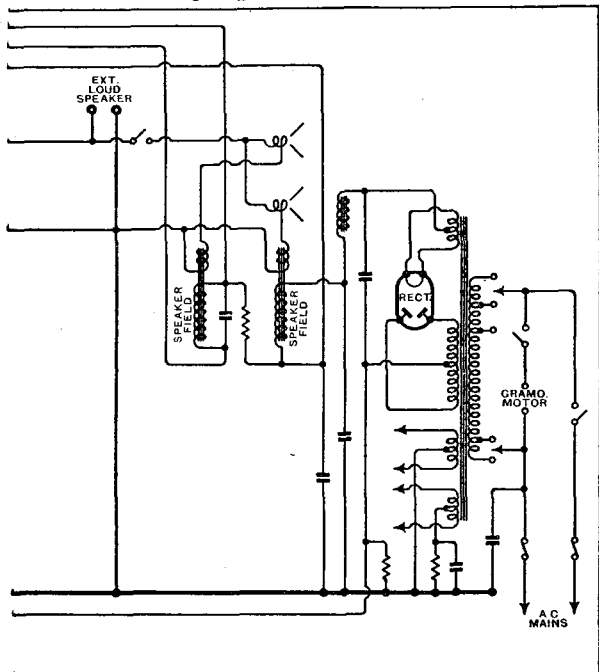 EXT.
LOUD
SPEAKER
SPEAKER
FIELD
SPEAKER
FIELD
RECT.
GRAMO.
MOTOR
A C
MAINS